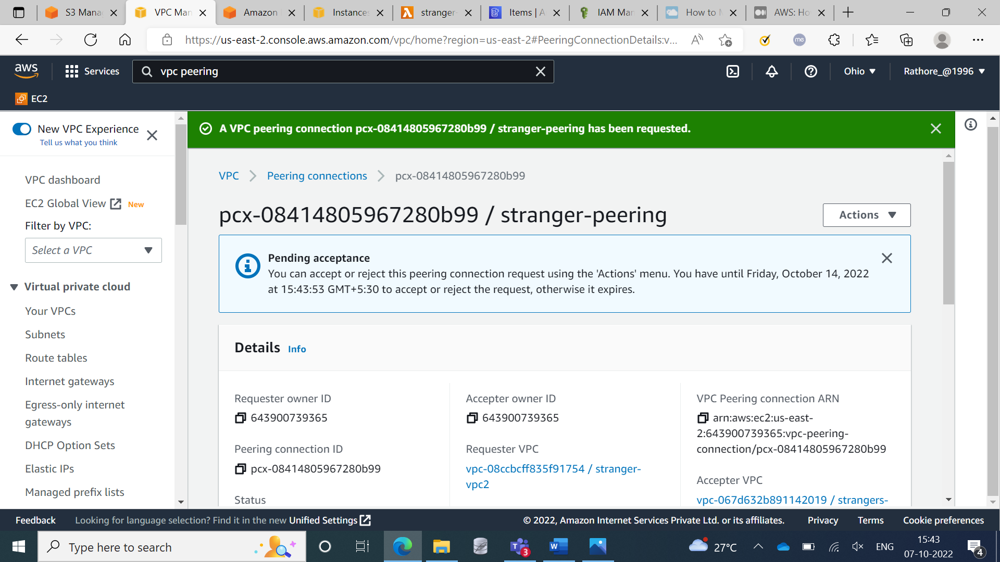 S3 Mana
VPC Man
Amazon
Instances
stranger-
Items | A
IAM Man
How to
AWS: Ho
https://us-east-2.console.aws.amazon.com/vpc/home?region=us-east-2#PeeringConnectionDetails:v...
me
aws
Services
vpc peering
Ohio
Rathore_@1996
EC2
New VPC Experience
Tell us what you think
VPC dashboard
EC2 Global View New
Filter by VPC:
Select a VPC
Virtual private cloud
Your VPCs
Subnets
Route tables
Internet gateways
Egress-only internet
gateways
DHCP Option Sets
Elastic IPs
Managed prefix lists
A VPC peering connection pcx-08414805967280b99 / stranger-peering has been requested.
VPC
Peering connections
pcx-08414805967280b99
pcx-08414805967280b99 / stranger-peering
Actions
Pending acceptance
You can accept or reject this peering connection request using the 'Actions' menu. You have until Friday, October 14, 2022
at 15:43:53 GMT+5:30 to accept or reject the request, otherwise it expires.
Details Info
Requester owner ID
643900739365
Peering connection ID
pcx-08414805967280b99
Status
Accepter owner ID
643900739365
Requester VPC
vpc-08ccbcff835f91754 / stranger-
vpc2
VPC Peering connection ARN
arn:aws:ec2:us-east-
2:643900739365:vpc-peering-
connection/pcx-08414805967280b99
Accepter VPC
vpc-067d632b891142019 / strangers-
Feedback
Looking for language selection? Find it in the new Unified Settings
© 2022, Amazon Internet Services Private Ltd. or its affiliates.
Privacy
Terms
Cookie preferences
Type here to search
T
3
W
27°C
ENG
15:43
07-10-2022
4